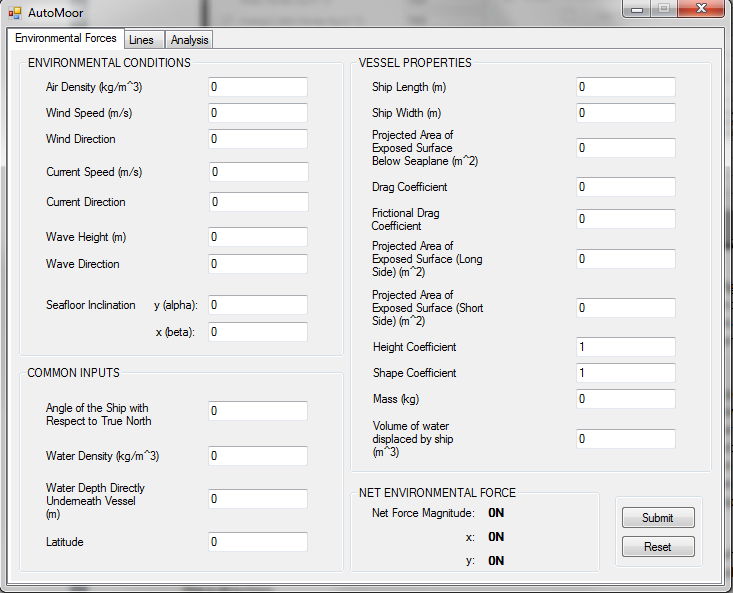 AutoMoor
Environmental Forces
Lines
Analysis
ENVIRONMENTAL CONDITIONS
Air Density (kg/m^3)
0
Wind Speed (m/s)
0
Wind Direction
0
Current Speed (m/s)
0
Current Direction
0
Wave Height (m)
0
Wave Direction
0
Seafloor Inclination y (alpha):
0
x (beta):
0
COMMON INPUTS
Angle of the Ship with
Respect to True North
0
Water Density (kg/m^3)
0
Water Depth Directly
Underneath Vessel
(m)
0
Latitude
0
VESSEL PROPERTIES
Ship Length (m)
0
Ship Width (m)
0
Projected Area of
Exposed Surface
Below Seaplane (m^2)
0
Drag Coefficient
0
Frictional Drag
Coefficient
0
Projected Area of
Exposed Surface (Long
Side) (m^2)
0
Projected Area of
Exposed Surface (Short
Side) (m^2)
0
Height Coefficient
1
Shape Coefficient
1
Mass (kg)
0
Volume of water
displaced by ship
(m^3)
0
NET ENVIRONMENTAL FORCE
Net Force Magnitude: 0N
x: 0N
y: 0N
Submit
Reset